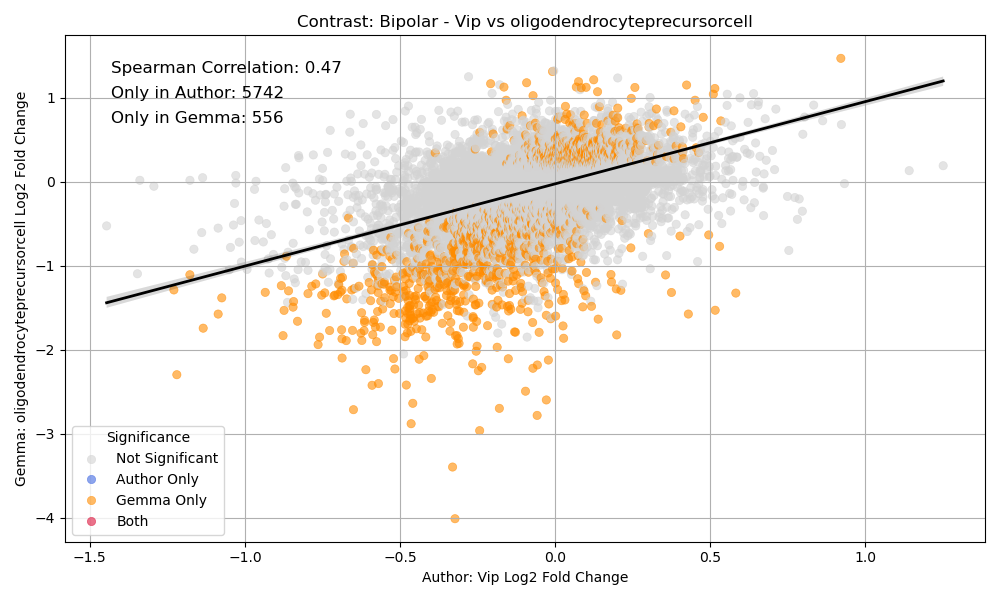 Contrast: Bipolar - Vip vs oligodendrocyteprecursorcell
Spearman Correlation: 0.47
Only in Author: 5742
Only in Gemma: 556
Gemma: oligodendrocyteprecursorcell Log2 Fold Change
1
0
−1
−2
−3
−4
Significance
Not Significant
Author Only
Gemma Only
Both
−1.5
−1.0
−0.5
0.0
0.5
1.0
Author: Vip Log2 Fold Change